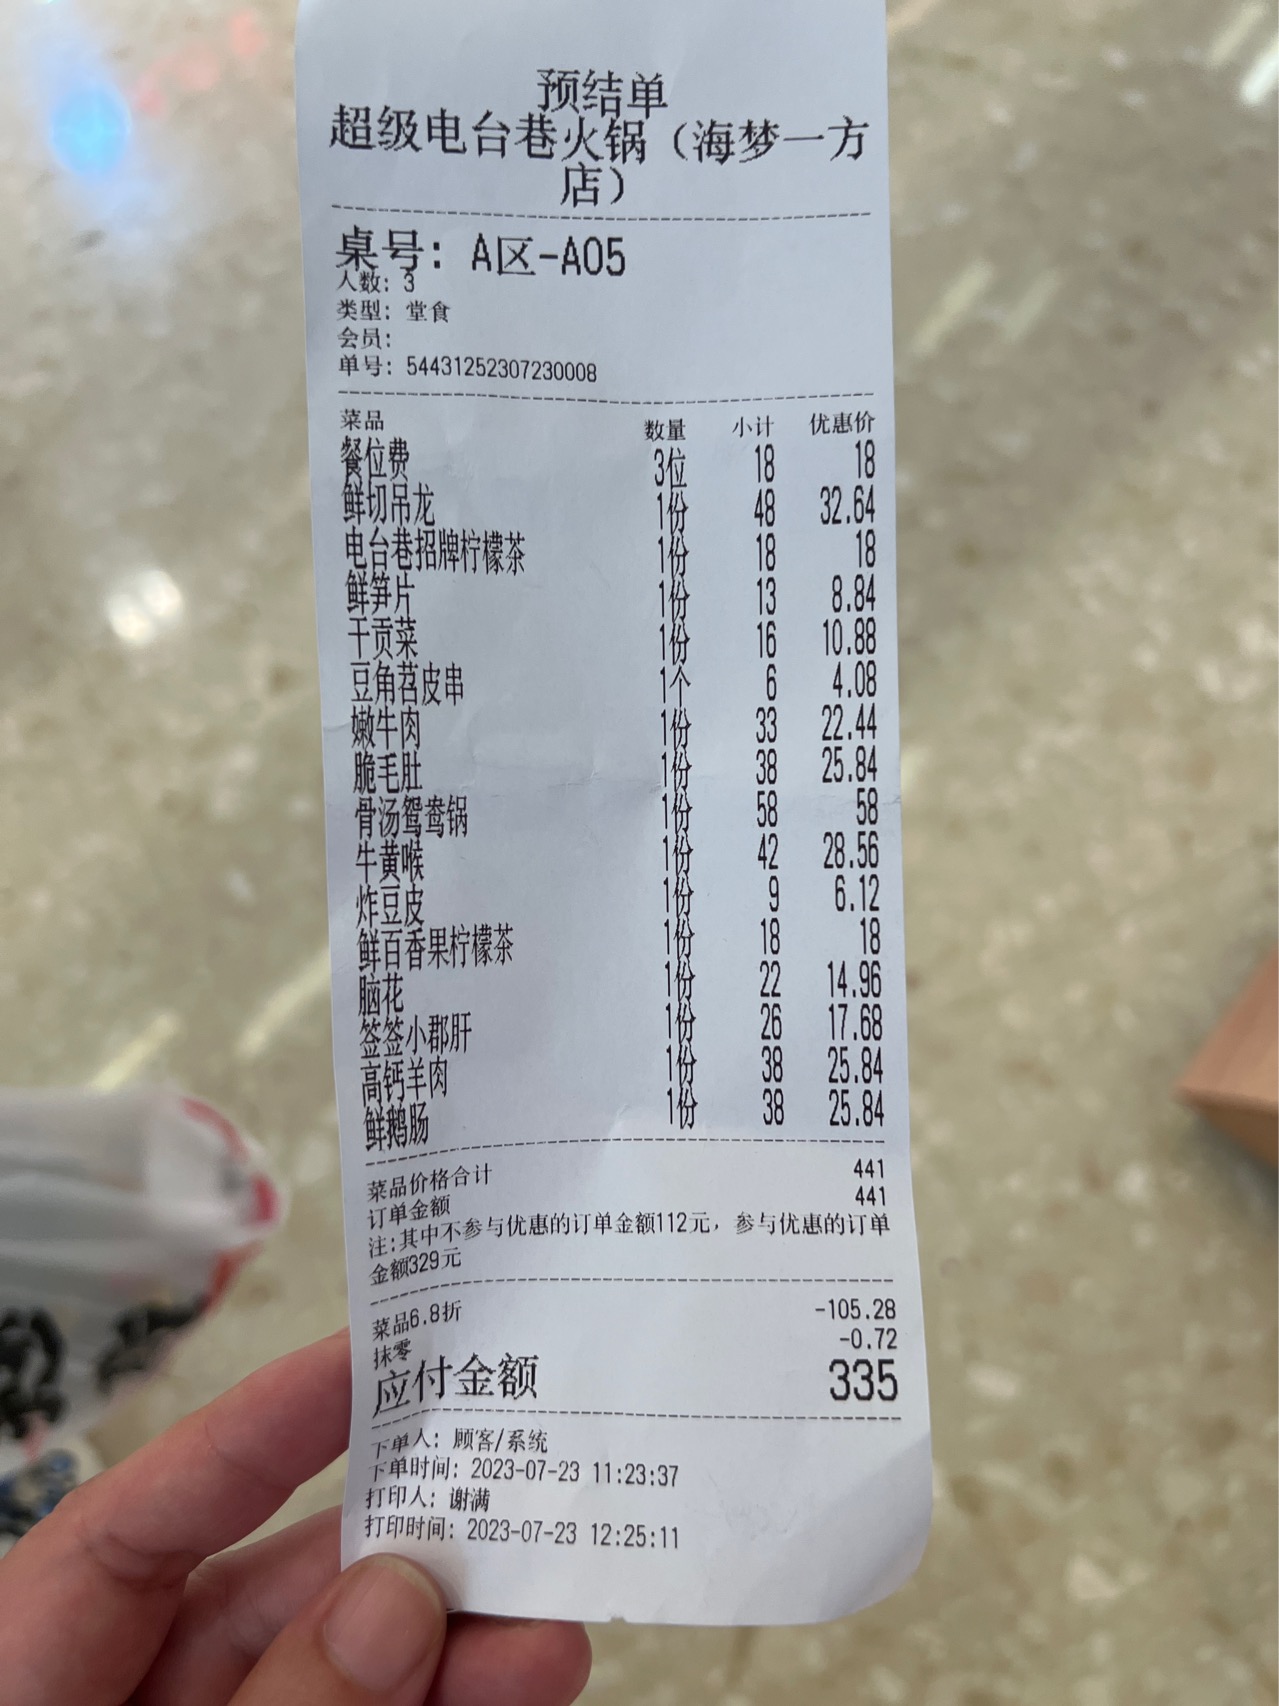 预结单
超级电台巷火锅（海梦一方
店）
桌号：A区-A05
人数：3
类型：堂食
会员：
单号：54431252307230008
菜品 数量 小计 优惠价
餐位费 3位 18 18
鲜切吊龙 1份 48 32.64
电台巷招牌柠檬茶 1份 18 18
鲜笋片 1份 13 8.84
干贡菜 1份 16 10.88
豆角苕皮串 1个 6 4.08
嫩牛肉 1份 33 22.44
脆毛肚 1份 38 25.84
骨汤鸳鸯锅 1份 58 58
牛黄喉 1份 42 28.56
炸豆皮 1份 9 6.12
鲜百香果柠檬茶 1份 18 18
脑花 1份 22 14.96
签签小郡肝 1份 26 17.68
高钙羊肉 1份 38 25.84
鲜鹅肠 1份 38 25.84
菜品价格合计 441
订单金额 441
注:其中不参与优惠的订单金额112元，参与优惠的订单
金额329元
菜品6.8折 -105.28
抹零 -0.72
应付金额 335
下单人：顾客/系统
下单时间：2023-07-23 11:23:37
打印人：谢满
打印时间：2023-07-23 12:25:11